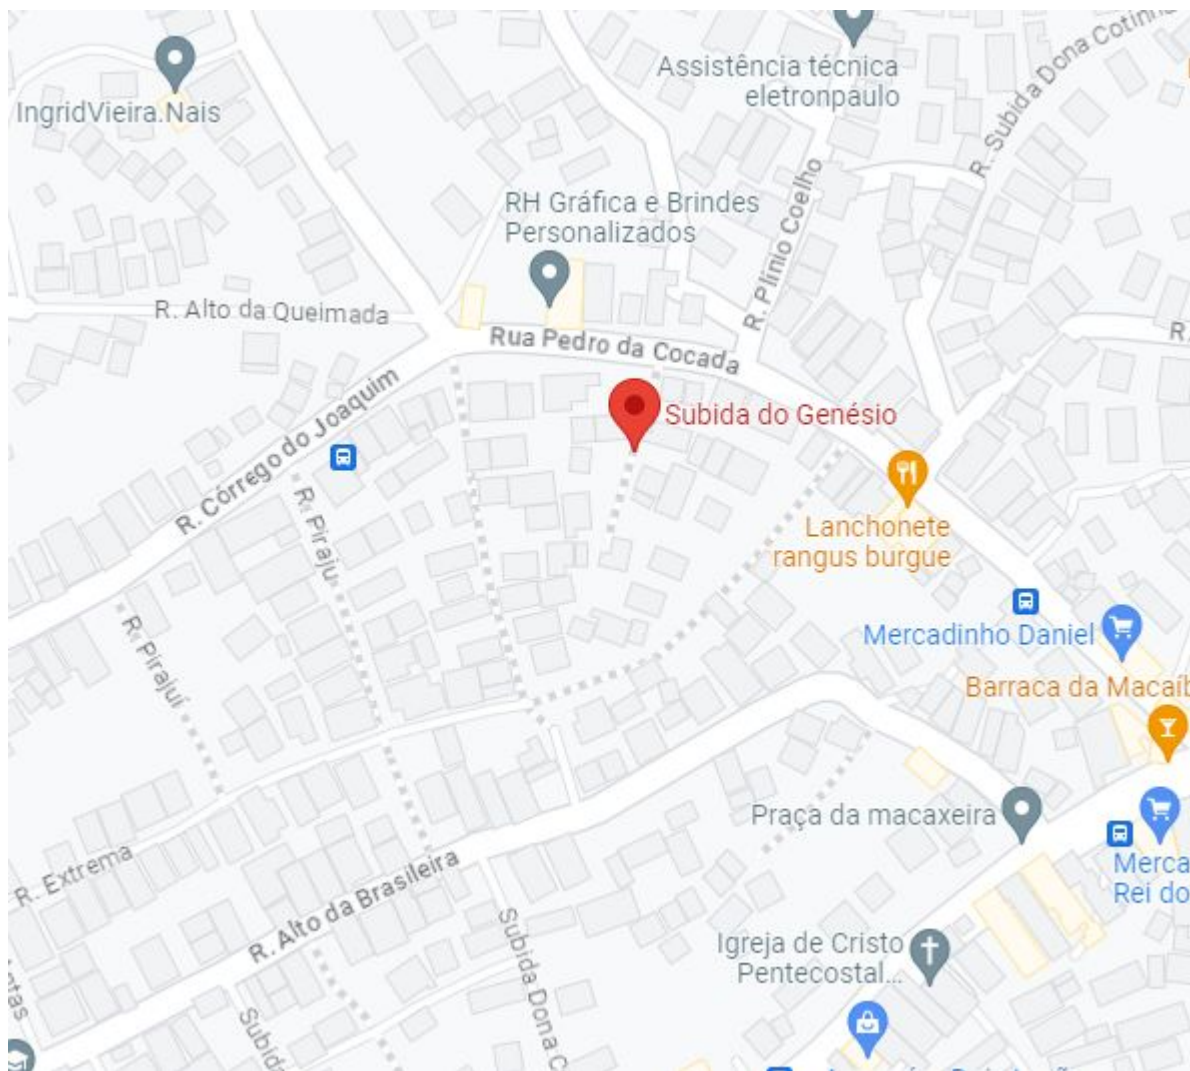 Assistência técnica
eletronpaulo
R. Subida Dona Cotinha
IngridVieira.Nais
RH Gráfica e Brindes
Personalizados
R. Plínio Coelho
R. Alto da Queimada
Rua Pedro da Cocada
R.
Subida do Genésio
R. Córrego do Joaquim
R. Piraju
Lanchonete
rangus burgue
R. Pirajuí
Mercadinho Daniel
Barraca da Macaíb
Praça da macaxeira
R. Extrema
Merca
Rei do
R. Alto da Brasileira
Subida Dona C
Igreja de Cristo
Pentecostal...
Subida